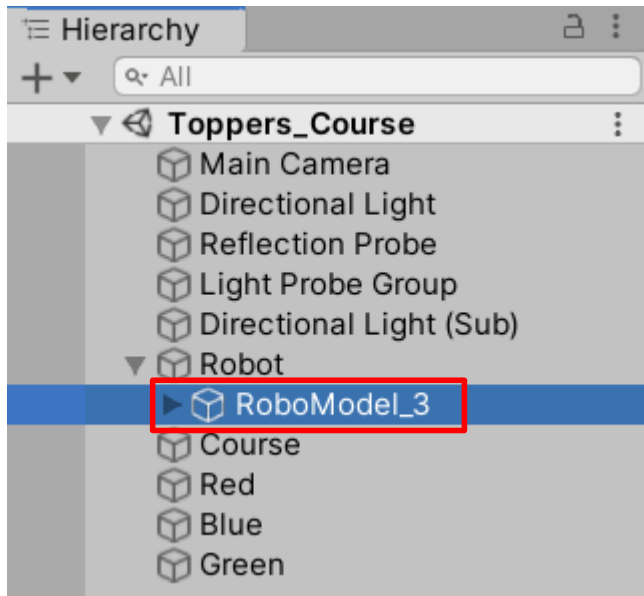 Hierarchy
All
Toppers_Course
Main Camera
Directional Light
Reflection Probe
Light Probe Group
Directional Light (Sub)
Robot
RoboModel_3
Course
Red
Blue
Green